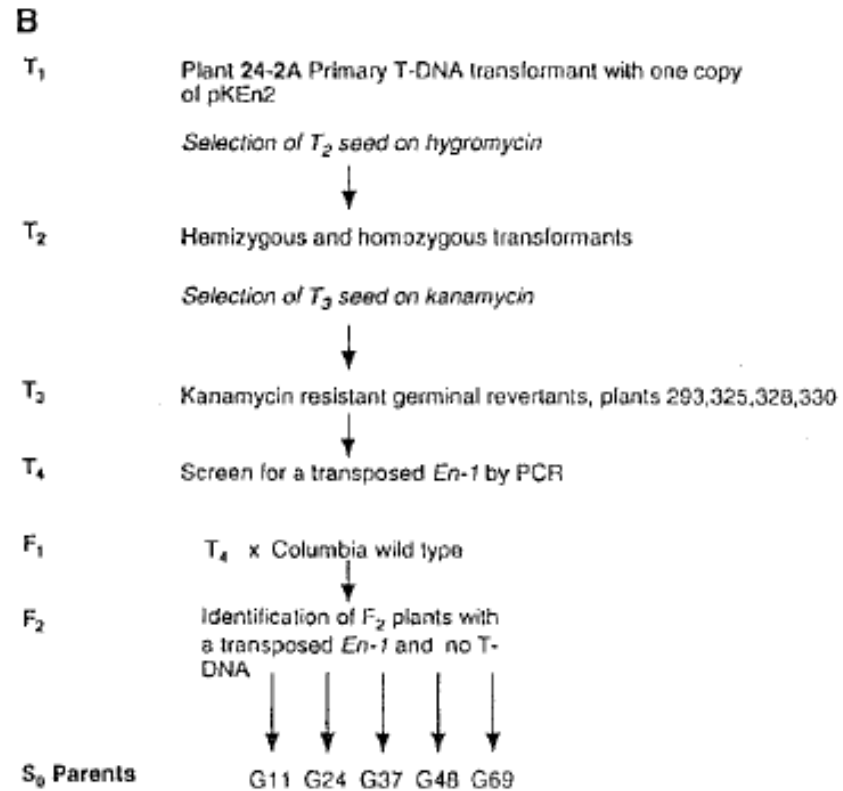 B
T1 Plant 24-2A Primary T-DNA transformant with one copy
of pKEn2
Selection of T2 seed on hygromycin
T2 Hemizygous and homozygous transformants
Selection of T3 seed on kanamycin
T3 Kanamycin resistant germinal revertants, plants 293,325,328,330
T4 Screen for a transposed En-1 by PCR
F1 T4 x Columbia wild type
F2 Identification of F2 plants with
a transposed En-1 and no T-
DNA
S0 Parents G11 G24 G37 G48 G69